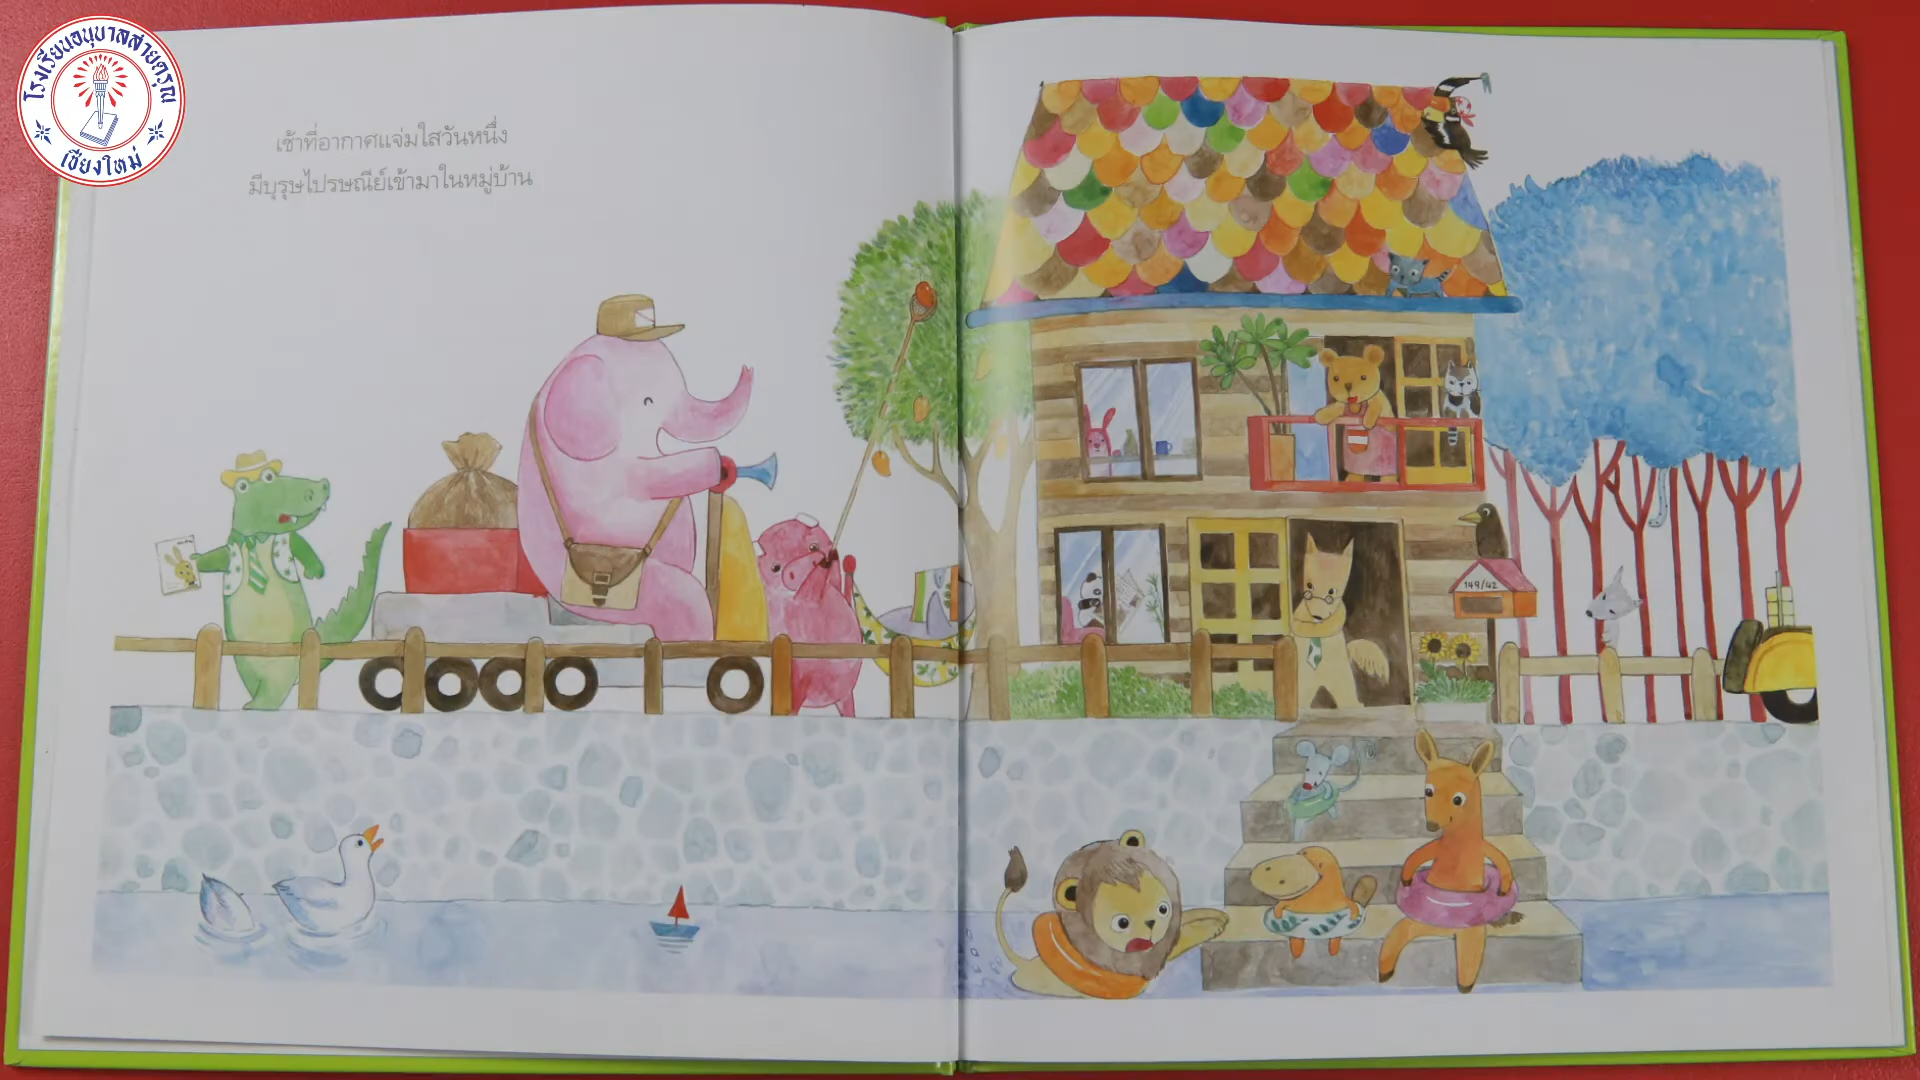 โรงเรียนอนุบาลสายอรุณ
เชียงใหม่
เช้าที่อากาศแจ่มใสวันหนึ่ง
มีบุรุษไปรษณีย์เข้ามาในหมู่บ้าน
149/42